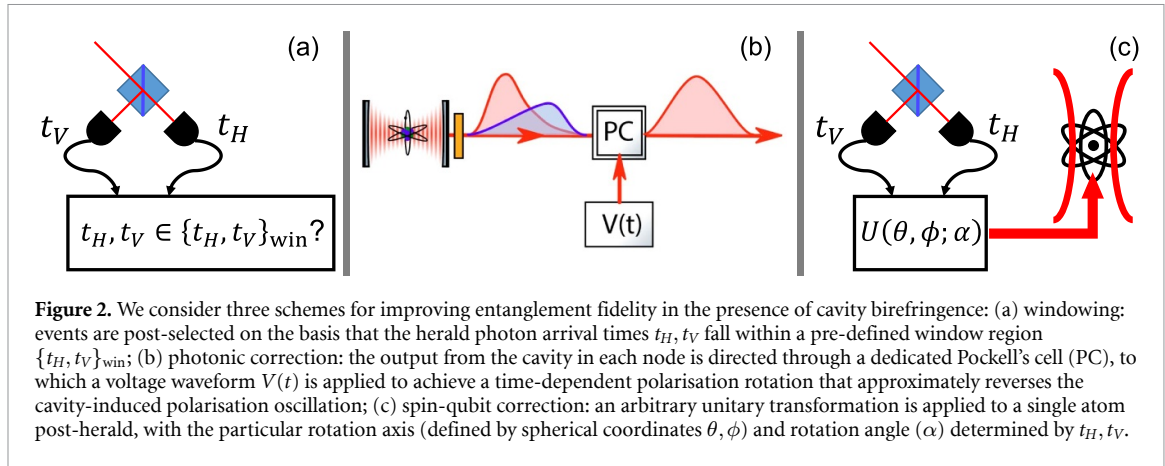 (a)
t_V
t_H
t_H, t_V ∈ {t_H, t_V}_win?
(b)
PC
V(t)
(c)
t_V
t_H
U(θ, ϕ; α)
Figure 2. We consider three schemes for improving entanglement fidelity in the presence of cavity birefringence: (a) windowing:
events are post-selected on the basis that the herald photon arrival times t_H, t_V fall within a pre-defined window region
{t_H, t_V}_win; (b) photonic correction: the output from the cavity in each node is directed through a dedicated Pockell's cell (PC), to
which a voltage waveform V(t) is applied to achieve a time-dependent polarisation rotation that approximately reverses the
cavity-induced polarisation oscillation; (c) spin-qubit correction: an arbitrary unitary transformation is applied to a single atom
post-herald, with the particular rotation axis (defined by spherical coordinates θ, ϕ) and rotation angle (α) determined by t_H, t_V.